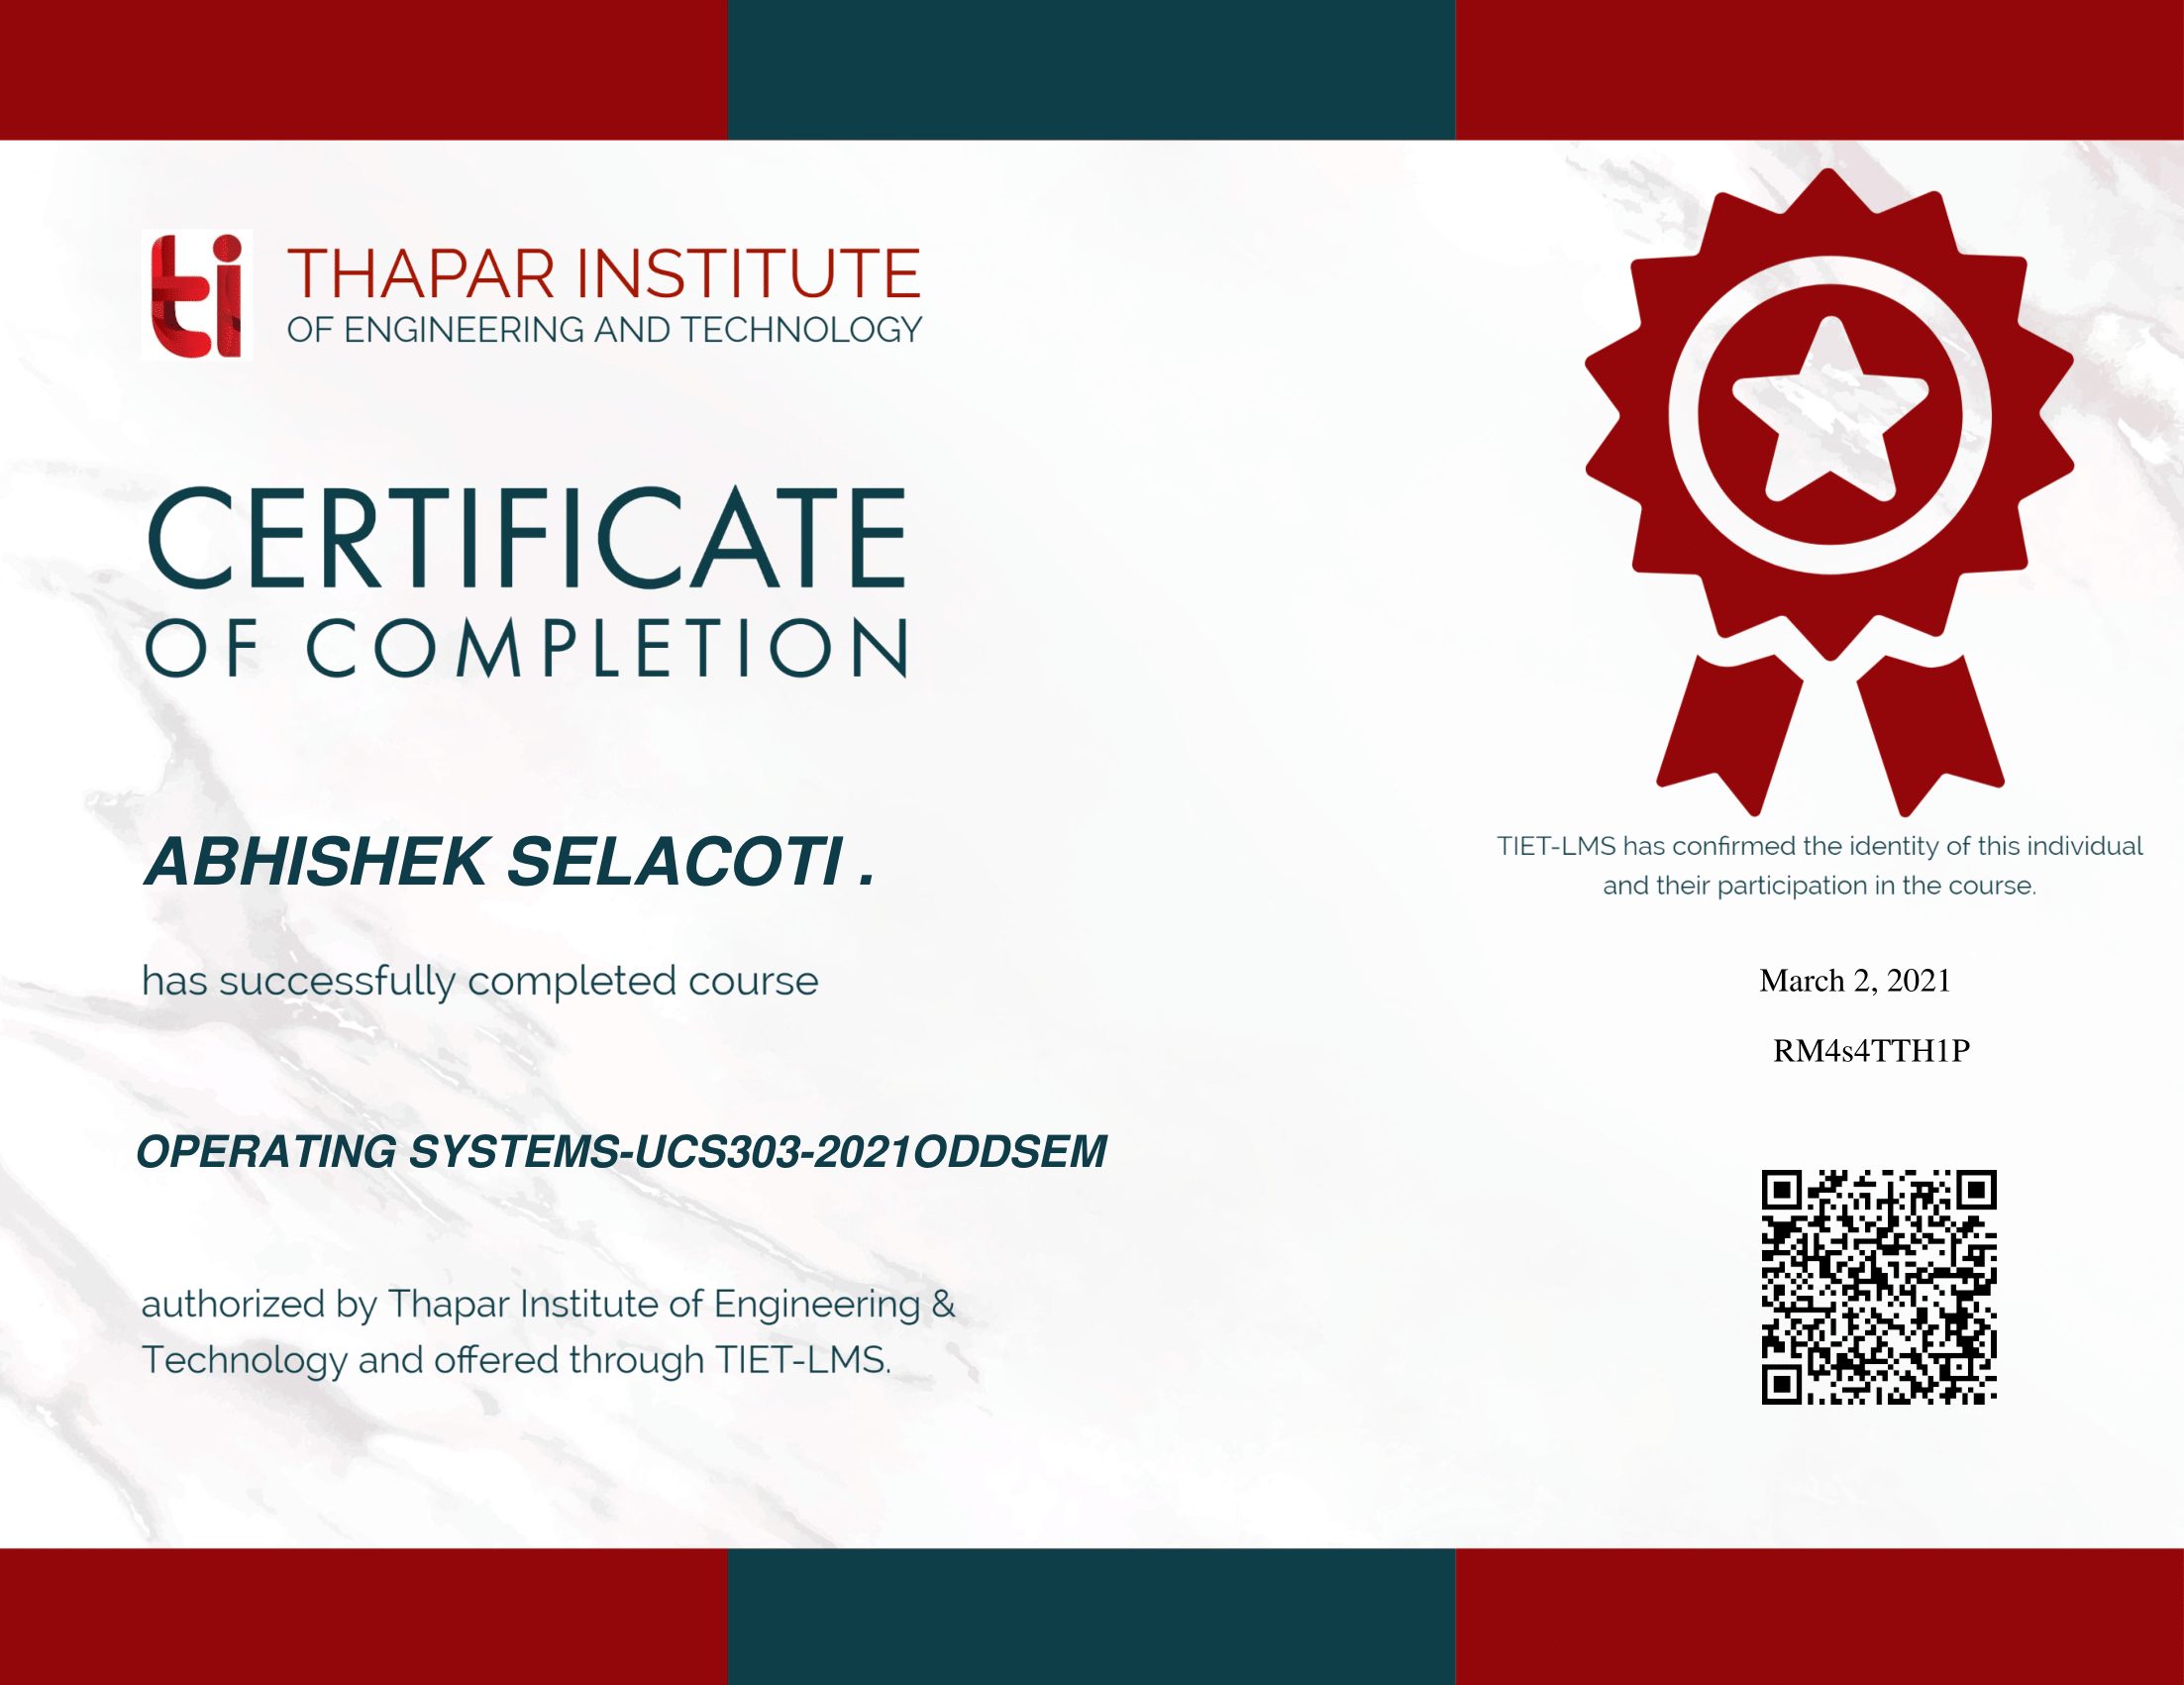 ti
THAPAR INSTITUTE
OF ENGINEERING AND TECHNOLOGY
CERTIFICATE
OF COMPLETION
ABHISHEK SELACOTI .
has successfully completed course
OPERATING SYSTEMS-UCS303-2021ODDSEM
authorized by Thapar Institute of Engineering &
Technology and offered through TIET-LMS.
TIET-LMS has confirmed the identity of this individual
and their participation in the course.
March 2, 2021
RM4s4TTH1P